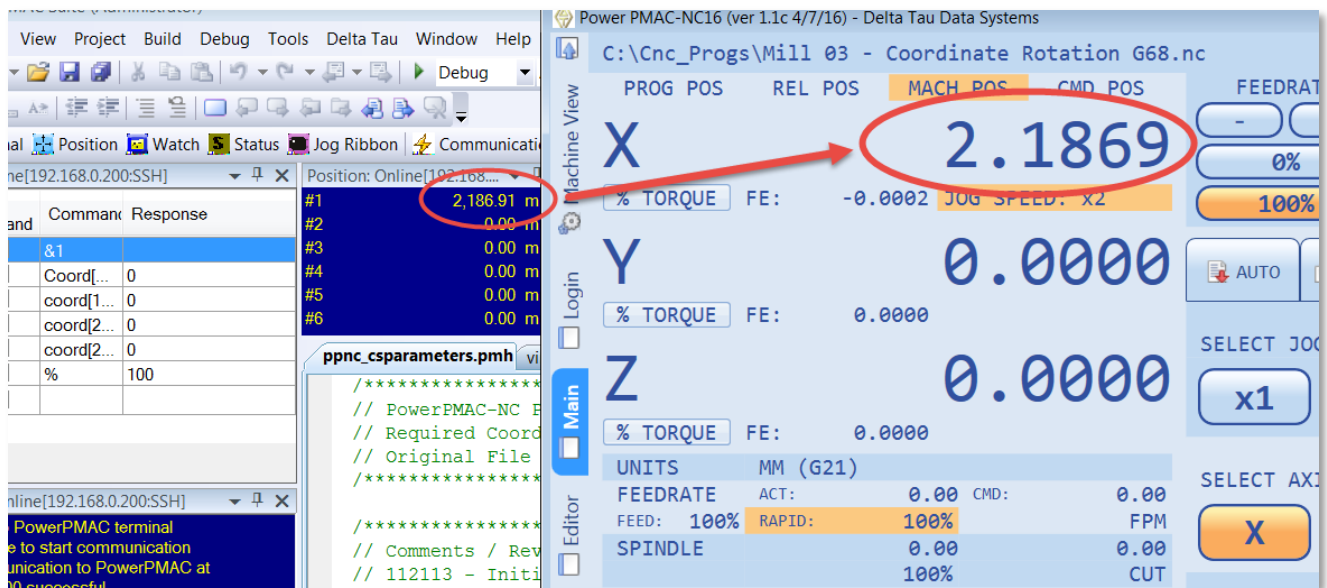 View Project Build Debug Tools Delta Tau Window Help
Debug
Position Watch Status Jog Ribbon Communicati
ne[192.168.0.200:SSH]
Command Response
&1
Coord[... 0
coord[1... 0
coord[2... 0
coord[2... 0
% 100
Position: Online[192.168....
#1 2,186.91 m
#2 0.00 m
#3 0.00 m
#4 0.00 m
#5 0.00 m
#6 0.00 m
ppnc_csparameters.pmh vi
/*****************
// PowerPMAC-NC P
// Required Coord
// Original File
/*****************
/*****************
// Comments / Rev
// 112113 - Initi
nline[192.168.0.200:SSH]
PowerPMAC terminal
e to start communication
unication to PowerPMAC at
00 successful
Power PMAC-NC16 (ver 1.1c 4/7/16) - Delta Tau Data Systems
C:\Cnc_Progs\Mill 03 - Coordinate Rotation G68.nc
Machine View
Login
Main
Editor
PROG POS REL POS MACH POS CMD POS
X 2.1869
% TORQUE FE: -0.0002 JOG SPEED: x2
Y 0.0000
% TORQUE FE: 0.0000
Z 0.0000
% TORQUE FE: 0.0000
UNITS MM (G21)
FEEDRATE ACT: 0.00 CMD: 0.00
FEED: 100% RAPID: 100% FPM
SPINDLE 0.00 0.00
100% CUT
FEEDRAT
-
0%
100%
AUTO
SELECT JOG
x1
SELECT AXI
X